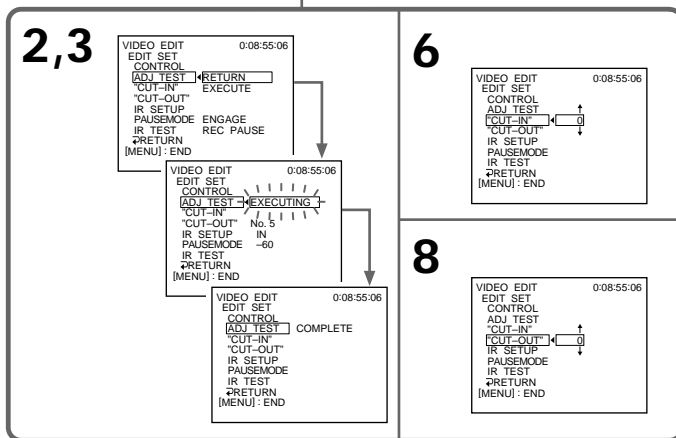 2,3
VIDEO EDIT 0:08:55:06
EDIT SET
CONTROL
ADJ TEST RETURN
"CUT–IN" EXECUTE
"CUT–OUT"
IR SETUP
PAUSEMODE ENGAGE
IR TEST REC PAUSE
RETURN
[MENU] : END
VIDEO EDIT 0:08:55:06
EDIT SET
CONTROL
ADJ TEST EXECUTING
"CUT–IN"
"CUT–OUT" No. 5
IR SETUP IN
PAUSEMODE –60
IR TEST
RETURN
[MENU] : END
VIDEO EDIT 0:08:55:06
EDIT SET
CONTROL
ADJ TEST COMPLETE
"CUT–IN"
"CUT–OUT"
IR SETUP
PAUSEMODE
IR TEST
RETURN
[MENU] : END
6
VIDEO EDIT 0:08:55:06
EDIT SET
CONTROL
ADJ TEST
"CUT–IN" 0
"CUT–OUT"
IR SETUP
PAUSEMODE
IR TEST
RETURN
[MENU] : END
8
VIDEO EDIT 0:08:55:06
EDIT SET
CONTROL
ADJ TEST
"CUT–IN"
"CUT–OUT" 0
IR SETUP
PAUSEMODE
IR TEST
RETURN
[MENU] : END